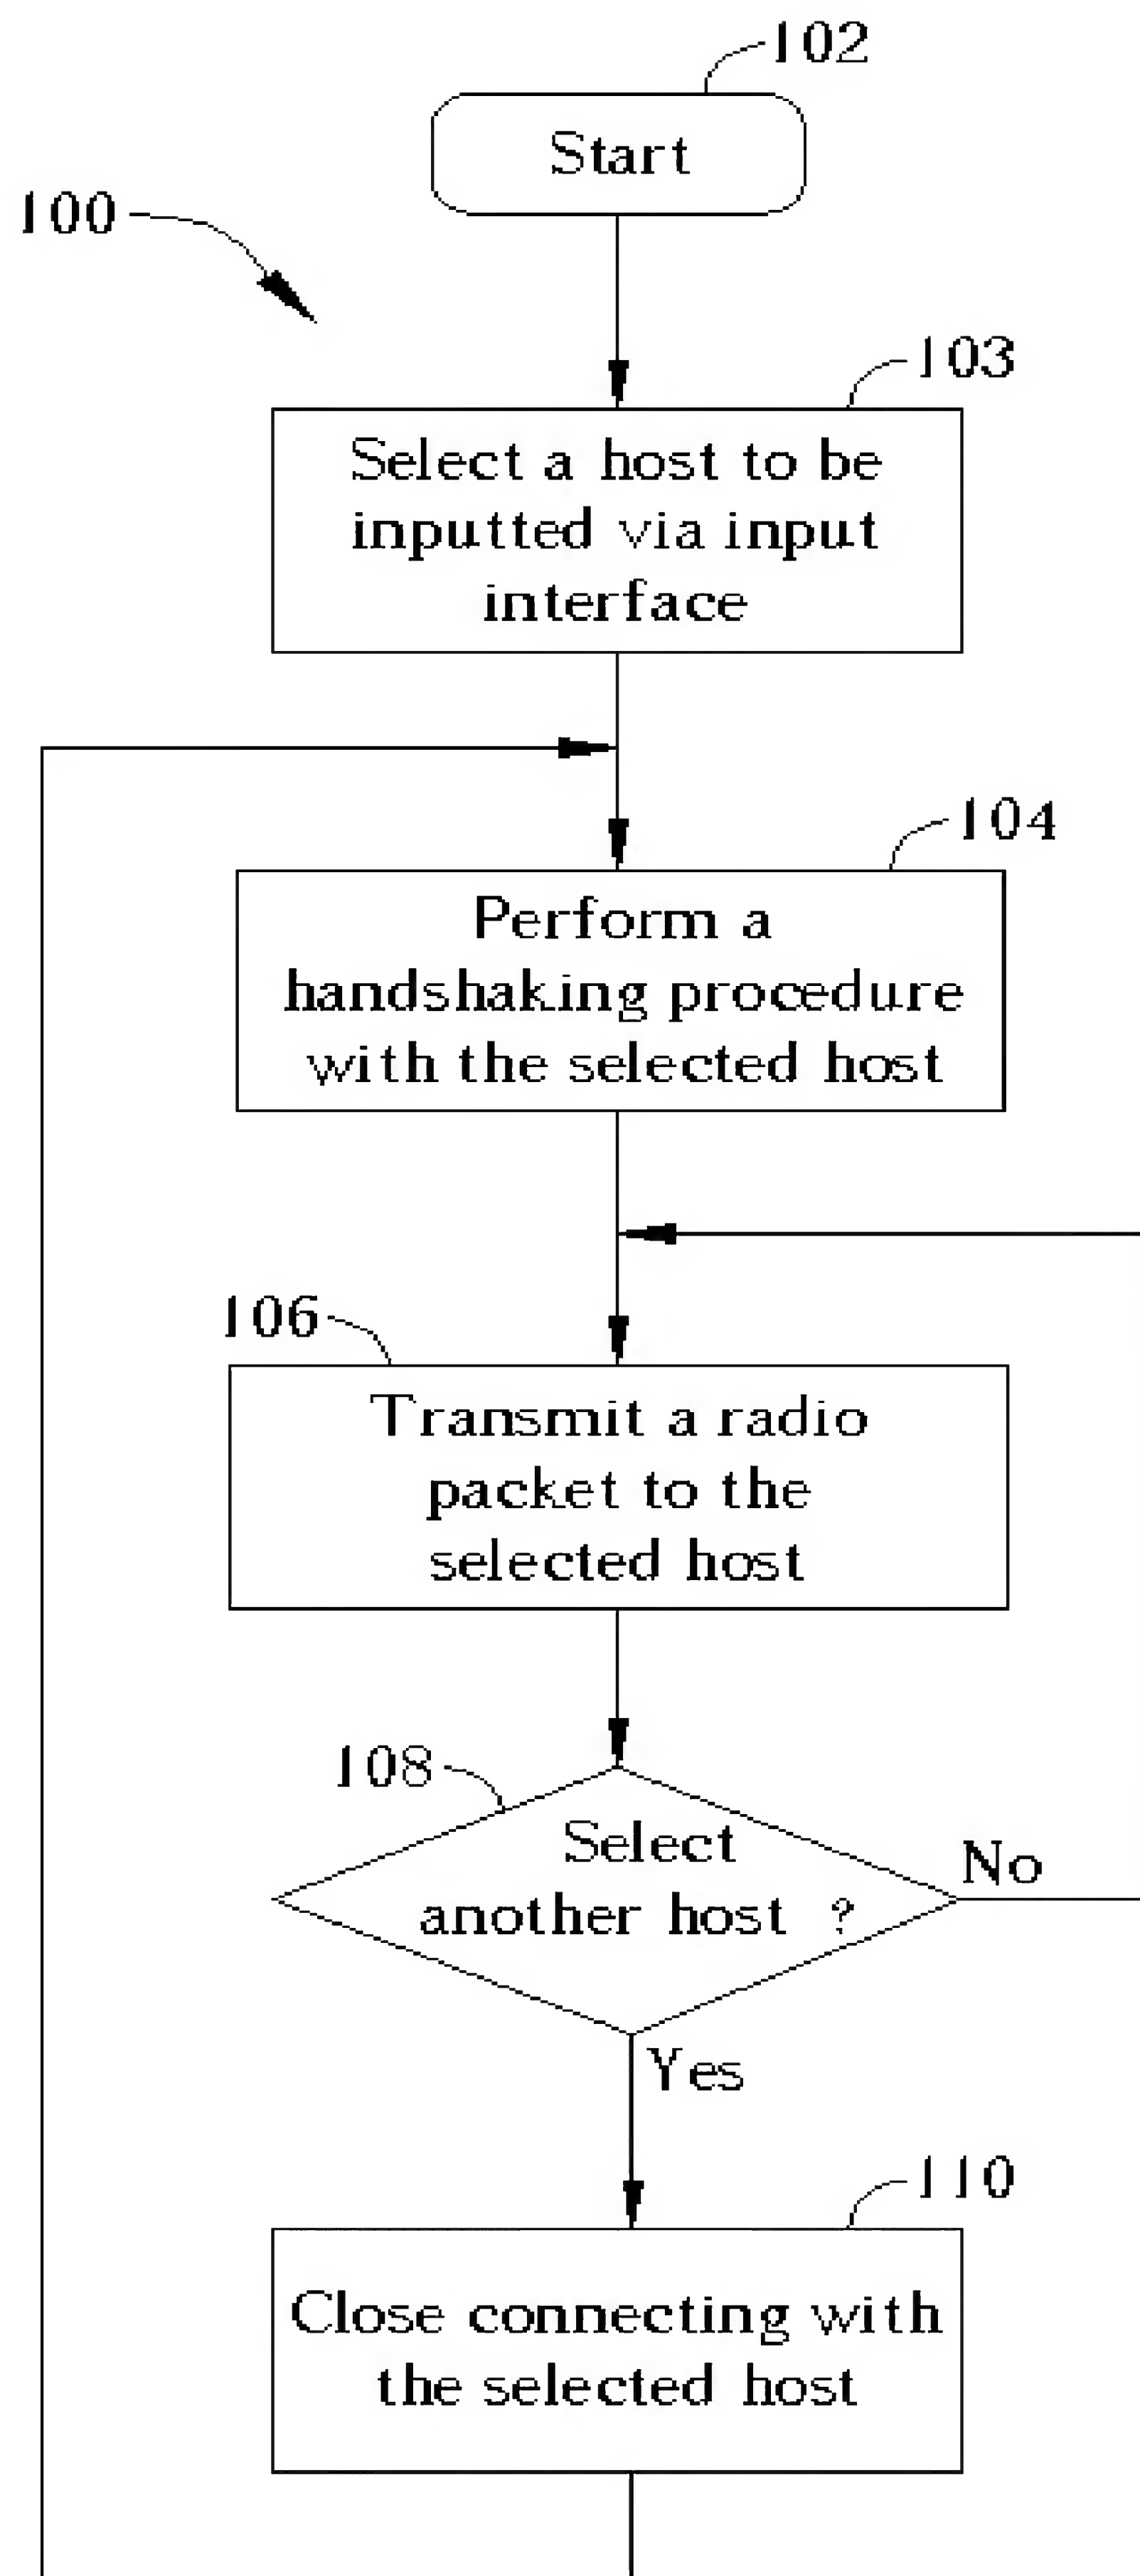 102
Start
100
103
Select a host to be
inputted via input
interface
104
Perform a
handshaking procedure
with the selected host
106
Transmit a radio
packet to the
selected host
108
Select
another host ?
No
Yes
110
Close connecting with
the selected host